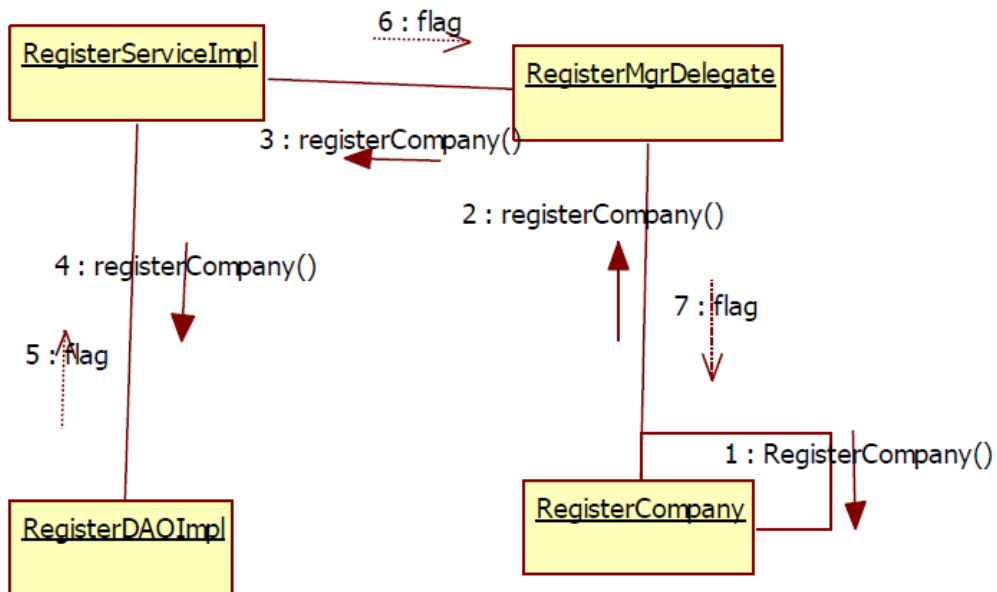 6 : flag
RegisterServiceImpl
RegisterMgrDelegate
3 : registerCompany()
2 : registerCompany()
4 : registerCompany()
7 : flag
5 : flag
1 : RegisterCompany()
RegisterCompany
RegisterDAOImpl